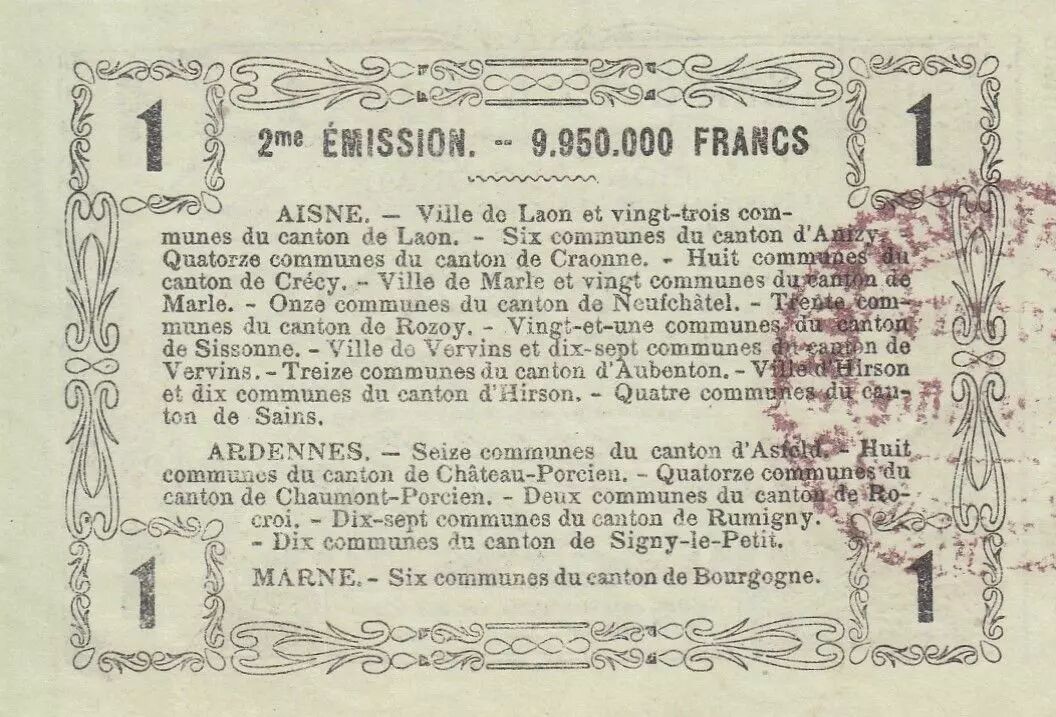 1 1
2me ÉMISSION. -- 9.950.000 FRANCS
AISNE. — Ville de Laon et vingt-trois com-
munes du canton de Laon. - Six communes du canton d'Anizy.
Quatorze communes du canton de Craonne. - Huit communes du
canton de Crécy. - Ville de Marle et vingt communes du canton de
Marle. - Onze communes du canton de Neufchâtel. - Trente com-
munes du canton de Rozoy. - Vingt-et-une communes du canton
de Sissonne. - Ville de Vervins et dix-sept communes du canton de
Vervins. - Treize communes du canton d'Aubenton. - Ville d'Hirson
et dix communes du canton d'Hirson. - Quatre communes du can-
ton de Sains.
ARDENNES. — Seize communes du canton d'Asfeld. - Huit
communes du canton de Château-Porcien. - Quatorze communes du
canton de Chaumont-Porcien. - Deux communes du canton de Ro-
croi. - Dix-sept communes du canton de Rumigny.
- Dix communes du canton de Signy-le-Petit.
MARNE. - Six communes du canton de Bourgogne.
1 1